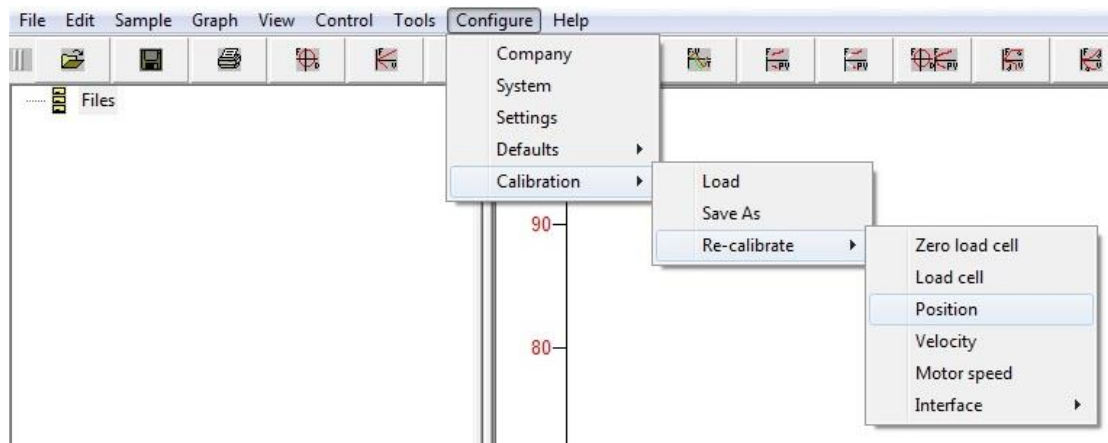 File Edit Sample Graph View Control Tools Configure Help
Files
Company
System
Settings
Defaults
Calibration
Load
Save As
Re-calibrate
Zero load cell
Load cell
Position
Velocity
Motor speed
Interface
90
80